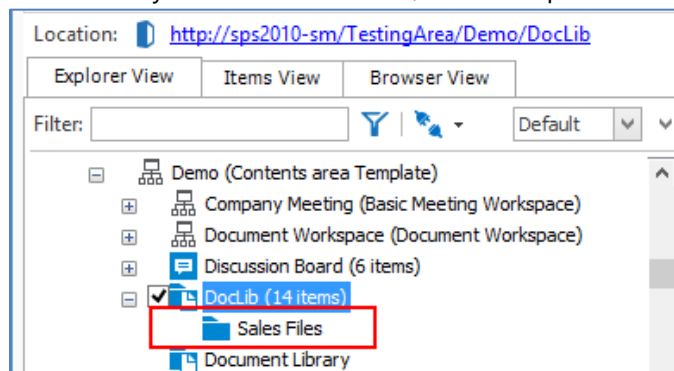 Location: http://sps2010-sm/TestingArea/Demo/DocLib
Explorer View Items View Browser View
Filter: Default
Demo (Contents area Template)
Company Meeting (Basic Meeting Workspace)
Document Workspace (Document Workspace)
Discussion Board (6 items)
DocLib (14 items)
Sales Files
Document Library